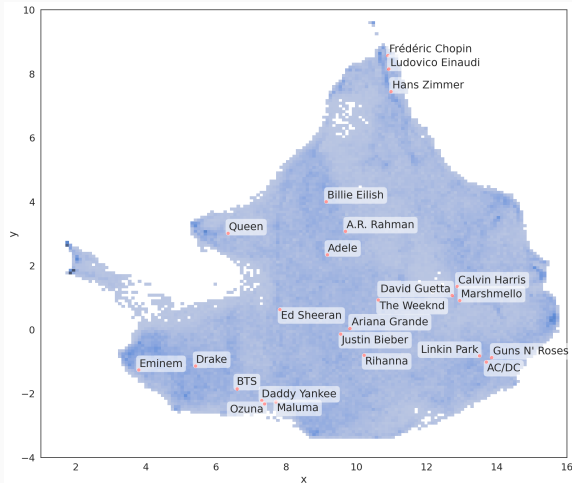 10
8
6
4
2
0
−2
−4
y
Frédéric Chopin
Ludovico Einaudi
Hans Zimmer
Billie Eilish
Queen
A.R. Rahman
Adele
Calvin Harris
David Guetta
Marshmello
The Weeknd
Ed Sheeran
Ariana Grande
Justin Bieber
Linkin Park
Guns N' Roses
Rihanna
AC/DC
Eminem
Drake
BTS
Daddy Yankee
Ozuna
Maluma
2
4
6
8
10
12
14
16
x